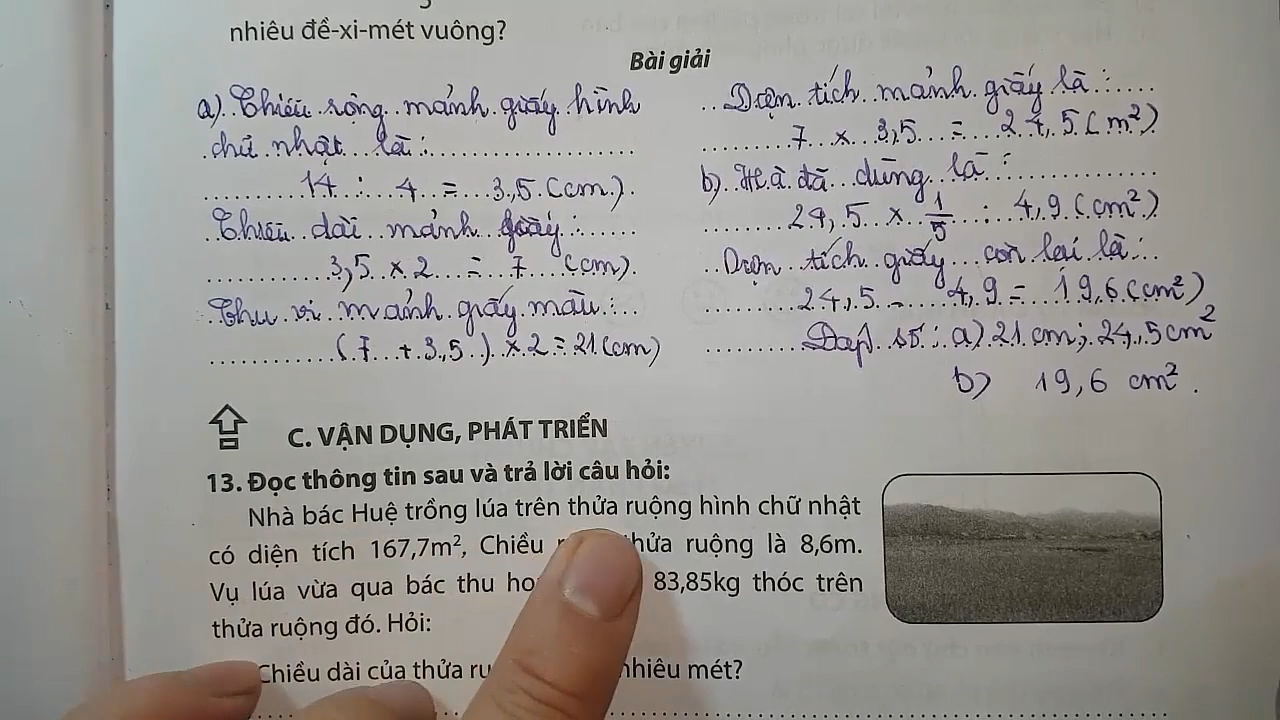 nhiêu đề-xi-mét vuông?
Bài giải
a) Chiều rộng mảnh giấy hình
chữ nhật là:
14 : 4 = 3,5 (cm)
Chiều dài mảnh giấy:
3,5 x 2 = 7 (cm)
Chu vi mảnh giấy màu:
(7 + 3,5) x 2 = 21 (cm)
Diện tích mảnh giấy là:
7 x 3,5 = 24,5 (m²)
b) Hà đã dùng là:
24,5 x 1/5 : 4,9 (cm²)
Diện tích giấy còn lại là:
24,5 - 4,9 = 19,6 (cm²)
Đáp số: a) 21 cm; 24,5 cm²
b) 19,6 cm².
C. VẬN DỤNG, PHÁT TRIỂN
13. Đọc thông tin sau và trả lời câu hỏi:
Nhà bác Huệ trồng lúa trên thửa ruộng hình chữ nhật
có diện tích 167,7m², Chiều thửa ruộng là 8,6m.
Vụ lúa vừa qua bác thu 83,85kg thóc trên
thửa ruộng đó. Hỏi:
Chiều dài của thửa nhiêu mét?